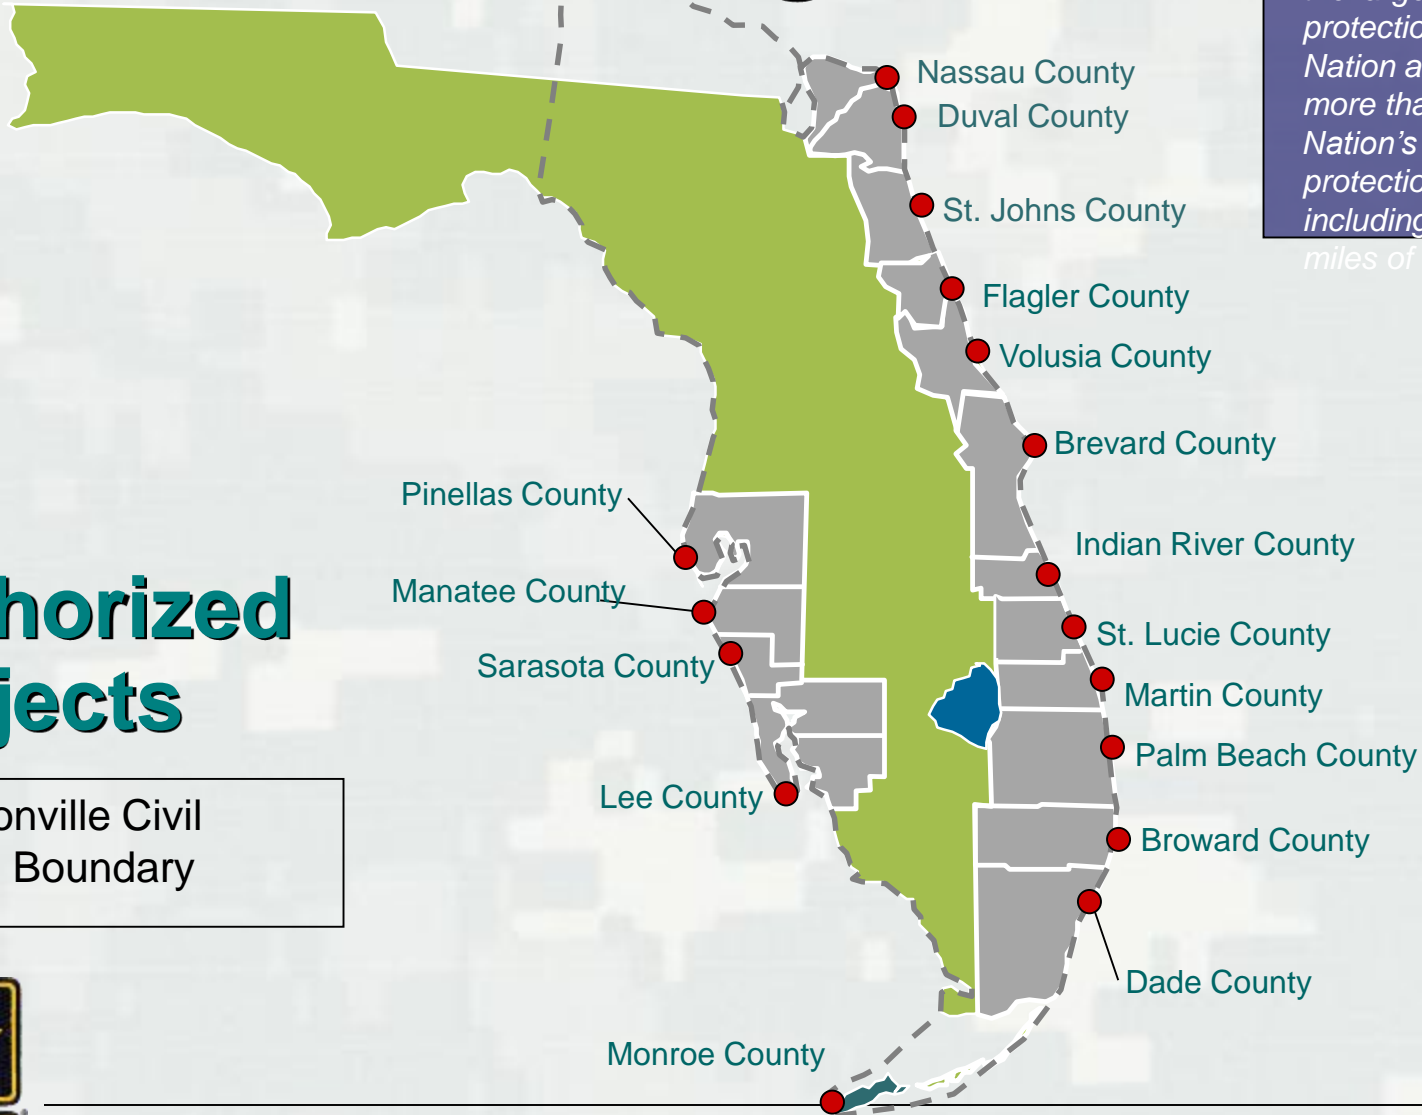 protection
Nation a
more tha
Nation's
protection
including
miles of
Nassau County
Duval County
St. Johns County
Flagler County
Volusia County
Brevard County
Pinellas County
Indian River County
Manatee County
horized
St. Lucie County
Sarasota County
jects
Martin County
Palm Beach County
Lee County
onville Civil
Boundary
Broward County
Dade County
Monroe County